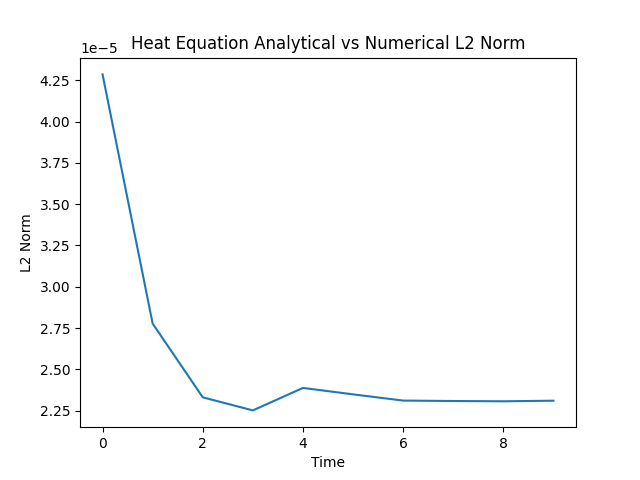 Heat Equation Analytical vs Numerical L2 Norm
1e−5
4.25
4.00
3.75
3.50
3.25
3.00
2.75
2.50
2.25
L2 Norm
0 2 4 6 8
Time